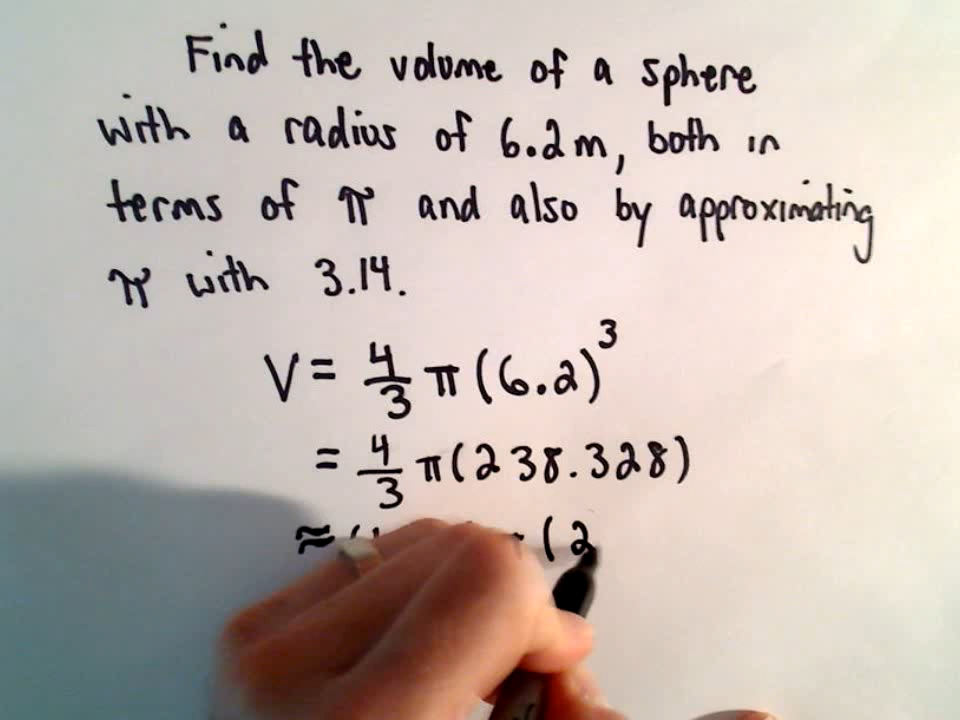 Find the volume of a sphere
with a radius of 6.2m, both in
terms of π and also by approximating
π with 3.14.
V = 4/3 π (6.2)³
= 4/3 π (238.328)
≈ ( (2